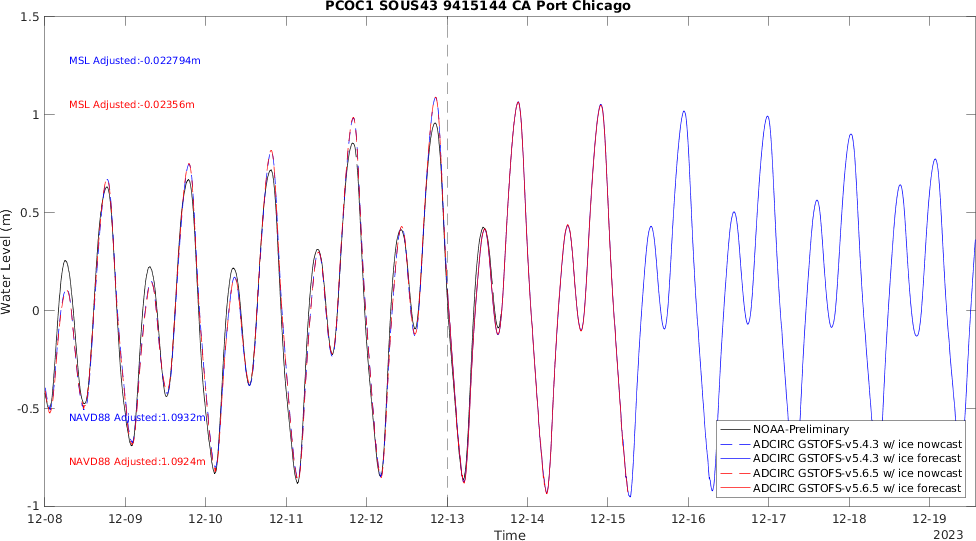 PCOC1 SOUS43 9415144 CA Port Chicago
1.5
MSL Adjusted:-0.022794m
MSL Adjusted:-0.02356m
1
0.5
Water Level (m)
0
-0.5
NAVD88 Adjusted:1.0932m
NAVD88 Adjusted:1.0924m
NOAA-Preliminary
ADCIRC GSTOFS-v5.4.3 w/ ice nowcast
ADCIRC GSTOFS-v5.4.3 w/ ice forecast
ADCIRC GSTOFS-v5.6.5 w/ ice nowcast
ADCIRC GSTOFS-v5.6.5 w/ ice forecast
-1
12-08 12-09 12-10 12-11 12-12 12-13 12-14 12-15 12-16 12-17 12-18 12-19
Time
2023